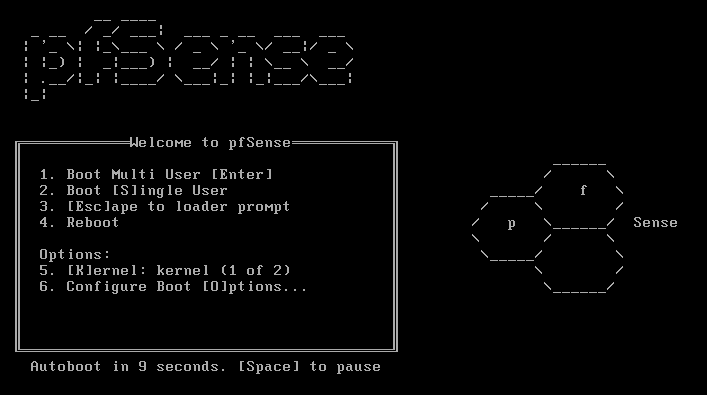 pfSense
Welcome to pfSense
1. Boot Multi User [Enter]
2. Boot [S]ingle User
3. [Esc]ape to loader prompt
4. Reboot
Options:
5. [K]ernel: kernel (1 of 2)
6. Configure Boot [O]ptions...
f
p
Sense
Autoboot in 9 seconds. [Space] to pause